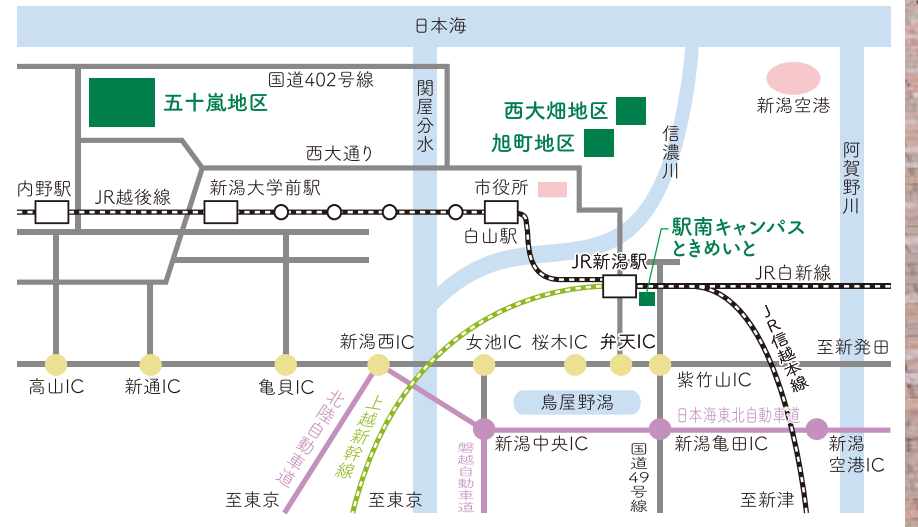 日本海
国道402号線
五十嵐地区
関屋分水
西大畑地区
旭町地区
信濃川
新潟空港
阿賀野川
西大通り
内野駅
JR越後線
新潟大学前駅
市役所
白山駅
駅南キャンパス
ときめいと
JR新潟駅
JR白新線
JR信越本線
新潟西IC
女池IC
桜木IC
弁天IC
至新発田
高山IC
新通IC
亀貝IC
紫竹山IC
鳥屋野潟
北陸自動車道
上越新幹線
日本海東北自動車道
新潟中央IC
新潟亀田IC
新潟
空港IC
磐越自動車道
国道49号線
至東京
至東京
至新津